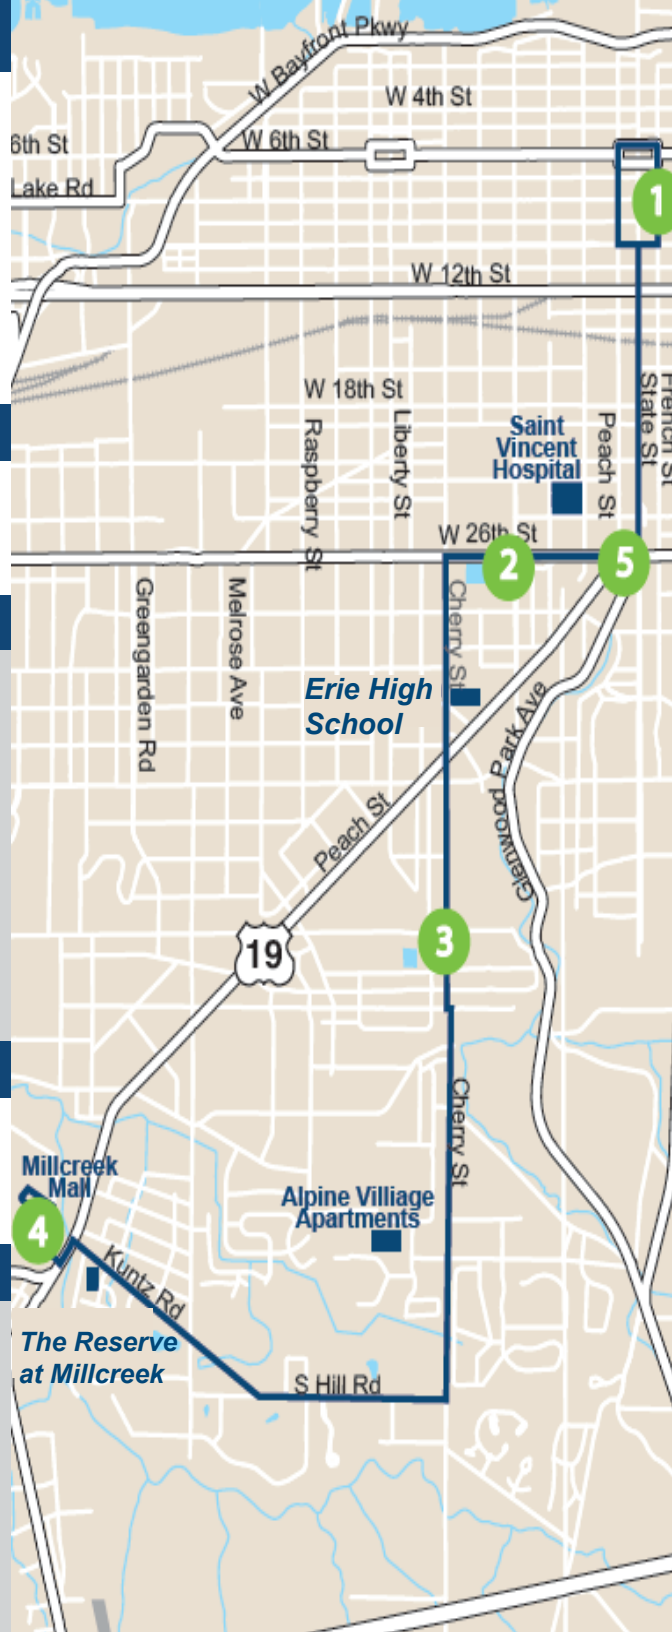 W Bayfront Pkwy
W 4th St
6th St
W 6th St
Lake Rd
1
W 12th St
W 18th St
Raspberry St
Liberty St
Saint
Vincent
Hospital
Peach St
State St
French St
W 26th St
2
5
Greengarden Rd
Melrose Ave
Cherry St
Erie High
School
Glenwood Park Ave
Peach St
3
19
Cherry St
Millcreek
Mall
4
Alpine Villiage
Apartments
Kuntz Rd
The Reserve
at Millcreek
S Hill Rd